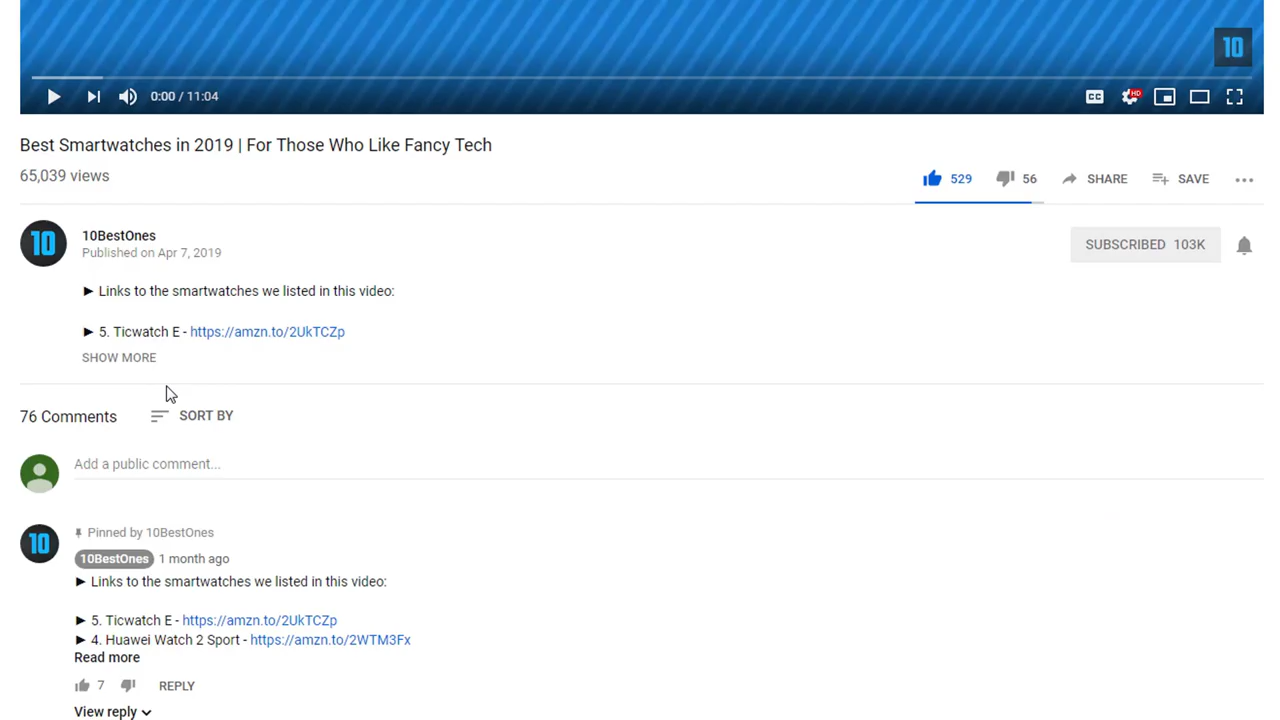 10
0:00 / 11:04
CC
HD
Best Smartwatches in 2019 | For Those Who Like Fancy Tech
65,039 views
529
56
SHARE
SAVE
10
10BestOnes
Published on Apr 7, 2019
SUBSCRIBED 103K
► Links to the smartwatches we listed in this video:
► 5. Ticwatch E - https://amzn.to/2UkTCZp
SHOW MORE
76 Comments
SORT BY
Add a public comment...
10
Pinned by 10BestOnes
10BestOnes 1 month ago
► Links to the smartwatches we listed in this video:
► 5. Ticwatch E - https://amzn.to/2UkTCZp
► 4. Huawei Watch 2 Sport - https://amzn.to/2WTM3Fx
Read more
7
REPLY
View reply